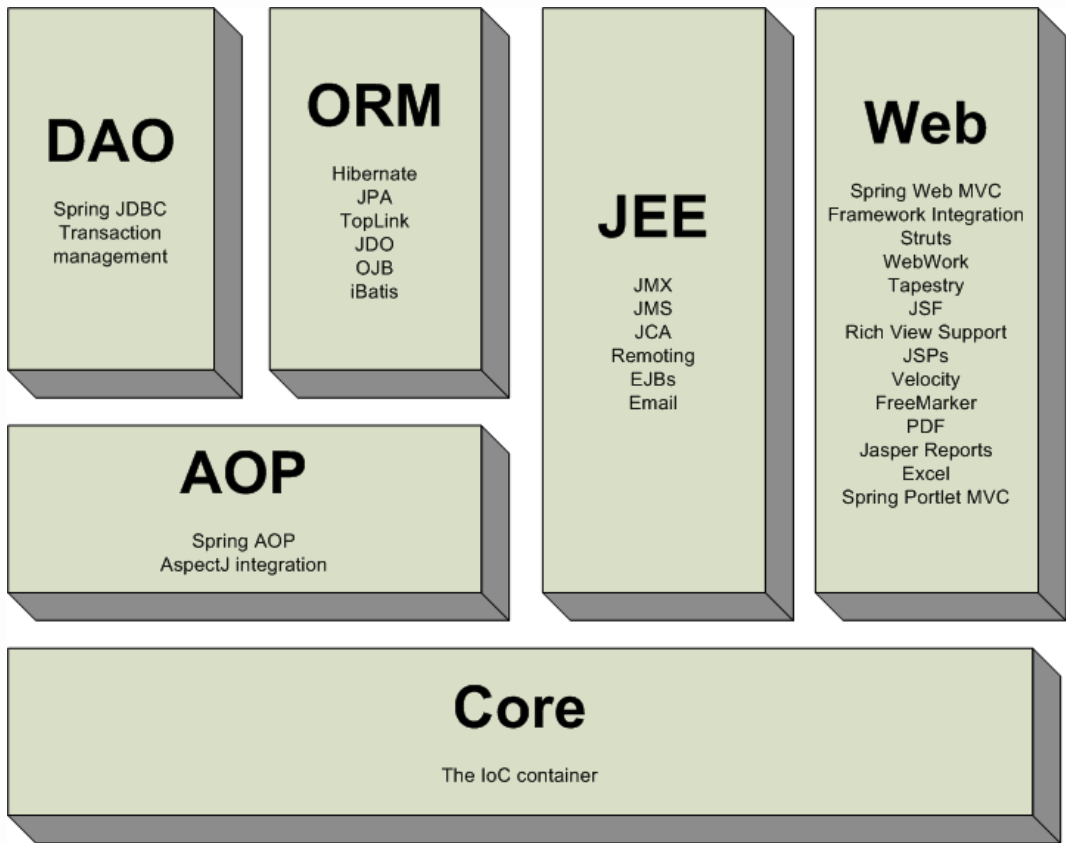 DAO
Spring JDBC
Transaction
management
ORM
Hibernate
JPA
TopLink
JDO
OJB
iBatis
JEE
JMX
JMS
JCA
Remoting
EJBs
Email
Web
Spring Web MVC
Framework Integration
Struts
WebWork
Tapestry
JSF
Rich View Support
JSPs
Velocity
FreeMarker
PDF
Jasper Reports
Excel
Spring Portlet MVC
AOP
Spring AOP
AspectJ integration
Core
The IoC container